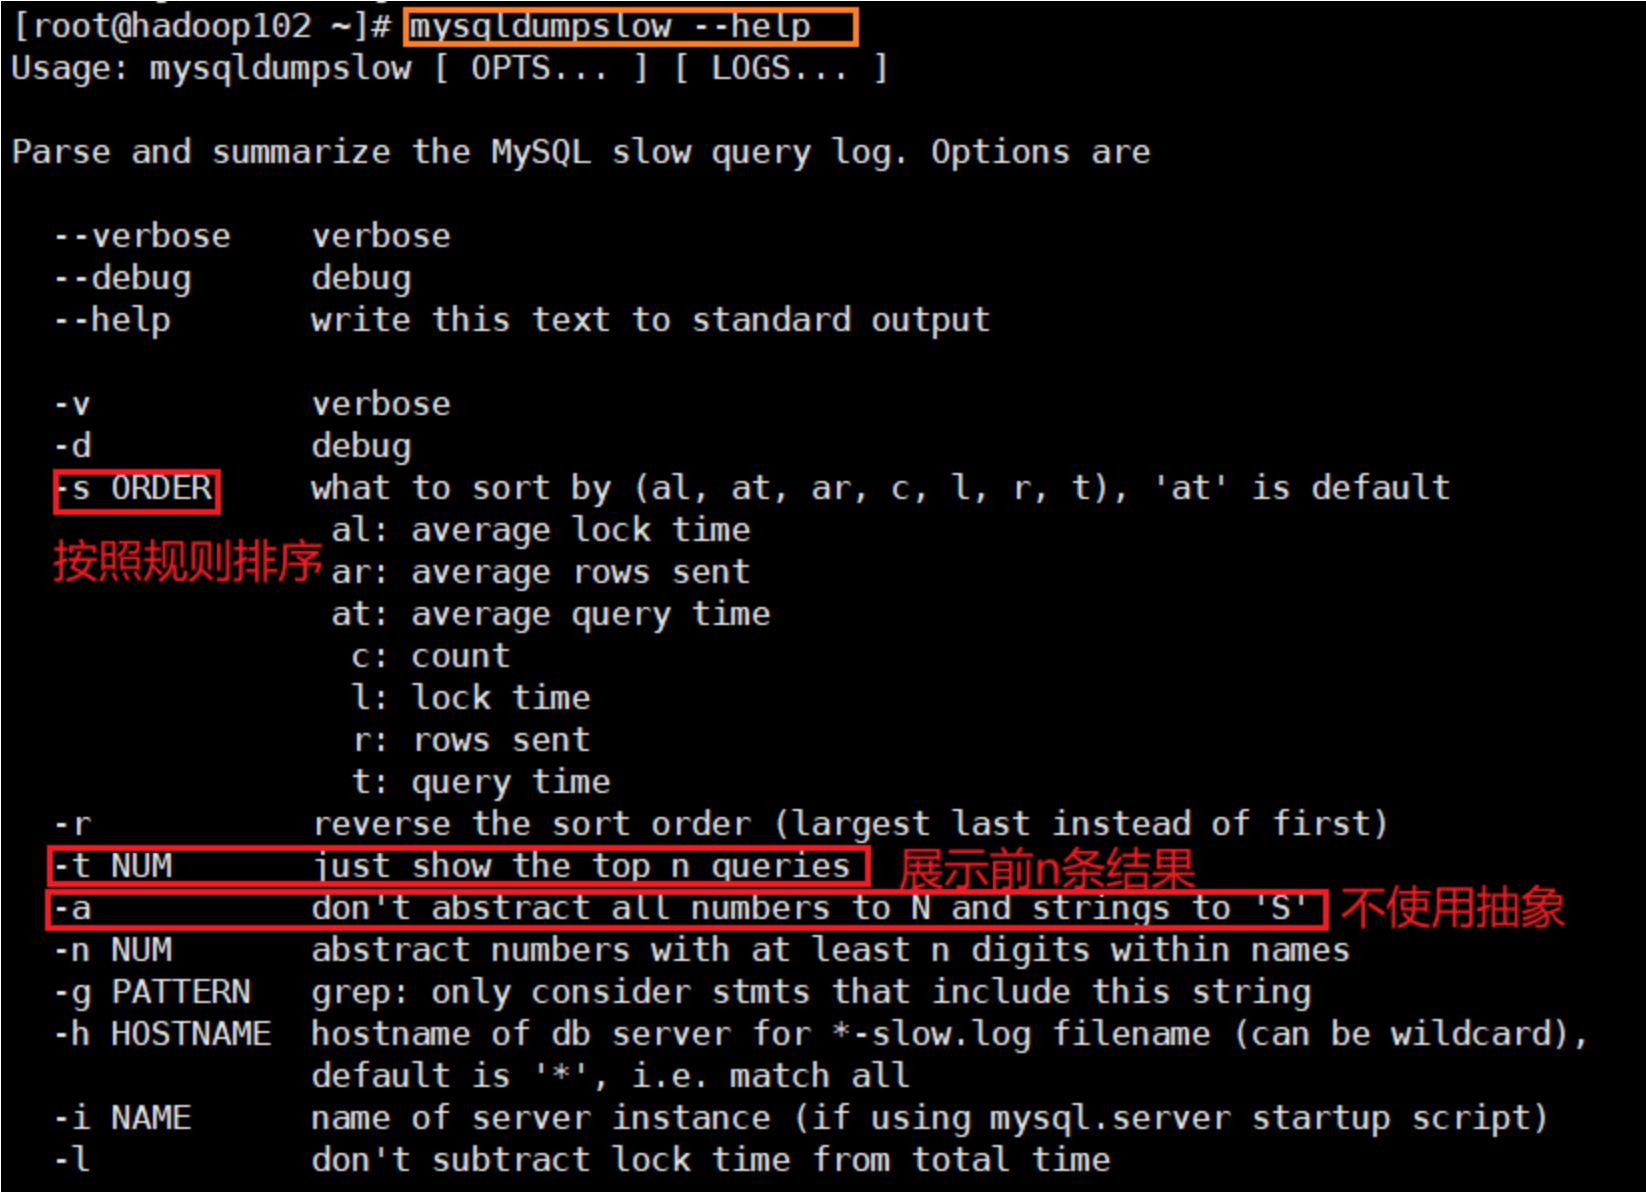 [root@hadoop102 ~]# mysqldumpslow --help
Usage: mysqldumpslow [ OPTS... ] [ LOGS... ]
Parse and summarize the MySQL slow query log. Options are
--verbose    verbose
--debug      debug
--help       write this text to standard output
-v           verbose
-d           debug
-s ORDER     what to sort by (al, at, ar, c, l, r, t), 'at' is default
al: average lock time
按照规则排序
ar: average rows sent
at: average query time
c: count
l: lock time
r: rows sent
t: query time
-r           reverse the sort order (largest last instead of first)
-t NUM       just show the top n queries 展示前n条结果
-a           don't abstract all numbers to N and strings to 'S' 不使用抽象
-n NUM       abstract numbers with at least n digits within names
-g PATTERN   grep: only consider stmts that include this string
-h HOSTNAME  hostname of db server for *-slow.log filename (can be wildcard),
default is '*', i.e. match all
-i NAME      name of server instance (if using mysql.server startup script)
-l           don't subtract lock time from total time